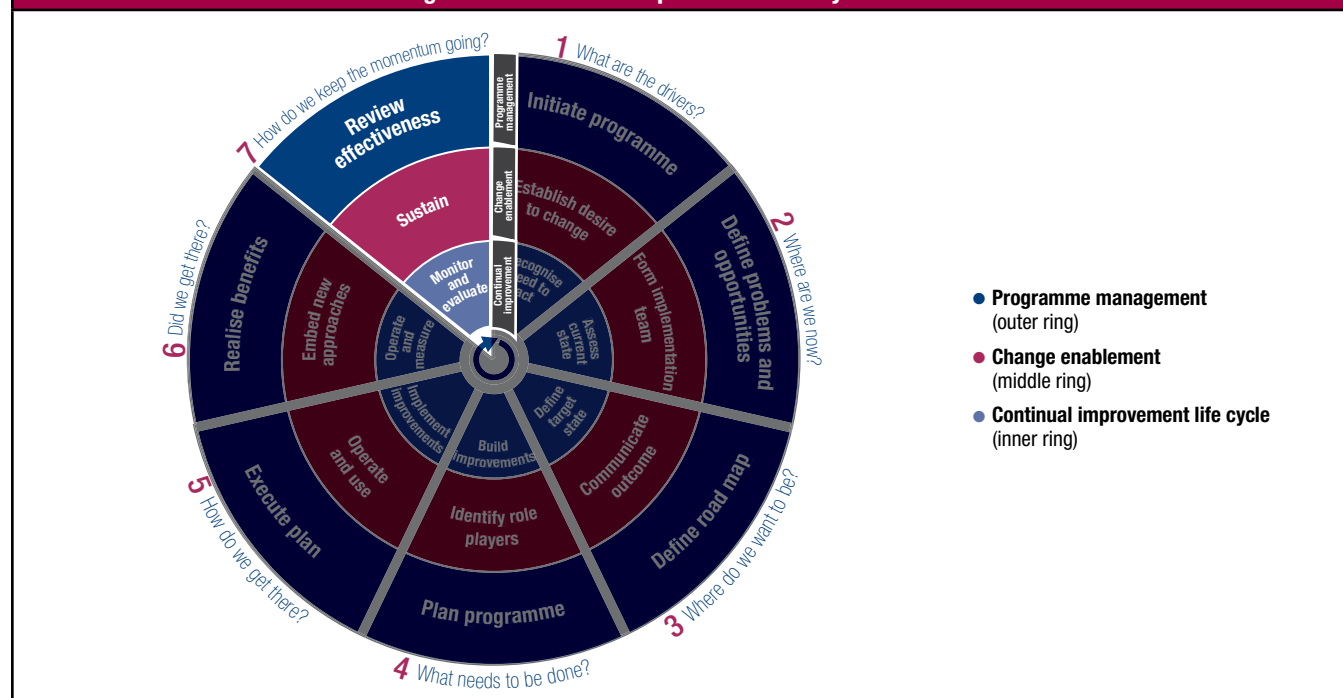 1 What are the drivers?
Initiate programme
Establish desire
to change
need to
act
2 Where are we now?
Define problems and
opportunities
Form implementation
team
Assess
current
state
3 Where do we want to be?
Define road map
Communicate
outcome
Define
target
state
4 What needs to be done?
Plan programme
Identify role
players
Build
improvements
5 How do we get there?
Execute plan
Operate
and use
Implement
improvements
6 Did we get there?
Realise benefits
Embed new
approaches
Operate
and
measure
7 How do we keep the momentum going?
Review
effectiveness
Sustain
Monitor
and
evaluate
Programme
management
Change
enablement
Continual
improvement
Programme management
(outer ring)
Change enablement
(middle ring)
Continual improvement life cycle
(inner ring)